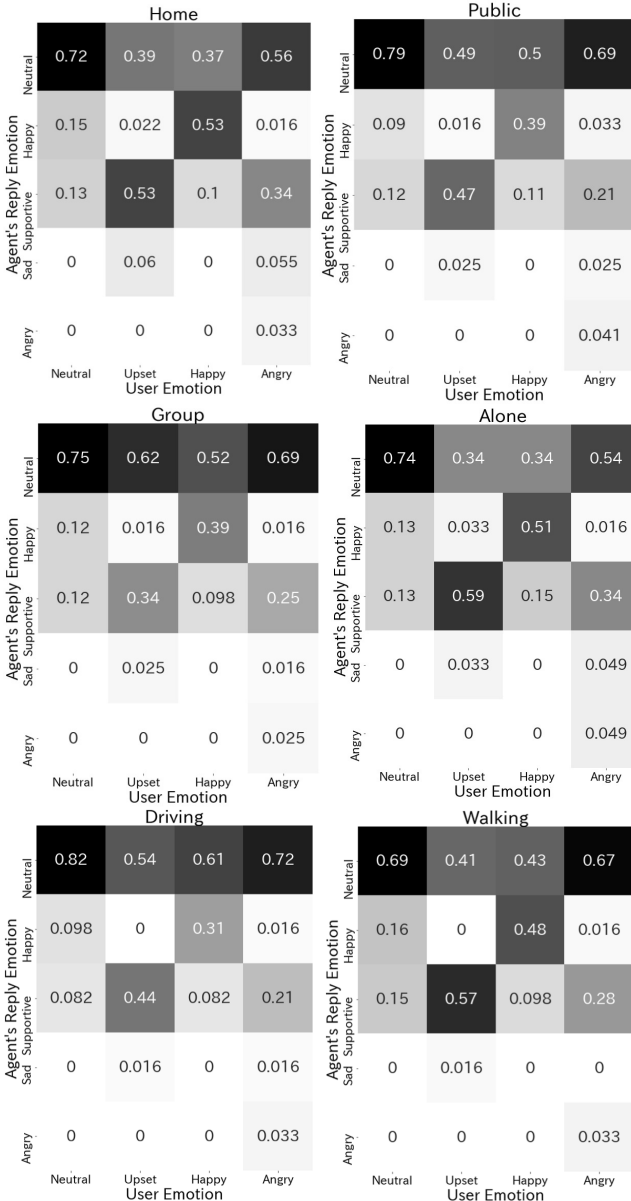 Home
Agent's Reply Emotion
Neutral 0.72 0.39 0.37 0.56
Happy 0.15 0.022 0.53 0.016
Supportive 0.13 0.53 0.1 0.34
Sad 0 0.06 0 0.055
Angry 0 0 0 0.033
Neutral Upset Happy Angry
User Emotion
Public
Agent's Reply Emotion
Neutral 0.79 0.49 0.5 0.69
Happy 0.09 0.016 0.39 0.033
Supportive 0.12 0.47 0.11 0.21
Sad 0 0.025 0 0.025
Angry 0 0 0 0.041
Neutral Upset Happy Angry
User Emotion
Group
Agent's Reply Emotion
Neutral 0.75 0.62 0.52 0.69
Happy 0.12 0.016 0.39 0.016
Supportive 0.12 0.34 0.098 0.25
Sad 0 0.025 0 0.016
Angry 0 0 0 0.025
Neutral Upset Happy Angry
User Emotion
Alone
Agent's Reply Emotion
Neutral 0.74 0.34 0.34 0.54
Happy 0.13 0.033 0.51 0.016
Supportive 0.13 0.59 0.15 0.34
Sad 0 0.033 0 0.049
Angry 0 0 0 0.049
Neutral Upset Happy Angry
User Emotion
Driving
Agent's Reply Emotion
Neutral 0.82 0.54 0.61 0.72
Happy 0.098 0 0.31 0.016
Supportive 0.082 0.44 0.082 0.21
Sad 0 0.016 0 0.016
Angry 0 0 0 0.033
Neutral Upset Happy Angry
User Emotion
Walking
Agent's Reply Emotion
Neutral 0.69 0.41 0.43 0.67
Happy 0.16 0 0.48 0.016
Supportive 0.15 0.57 0.098 0.28
Sad 0 0.016 0 0
Angry 0 0 0 0.033
Neutral Upset Happy Angry
User Emotion